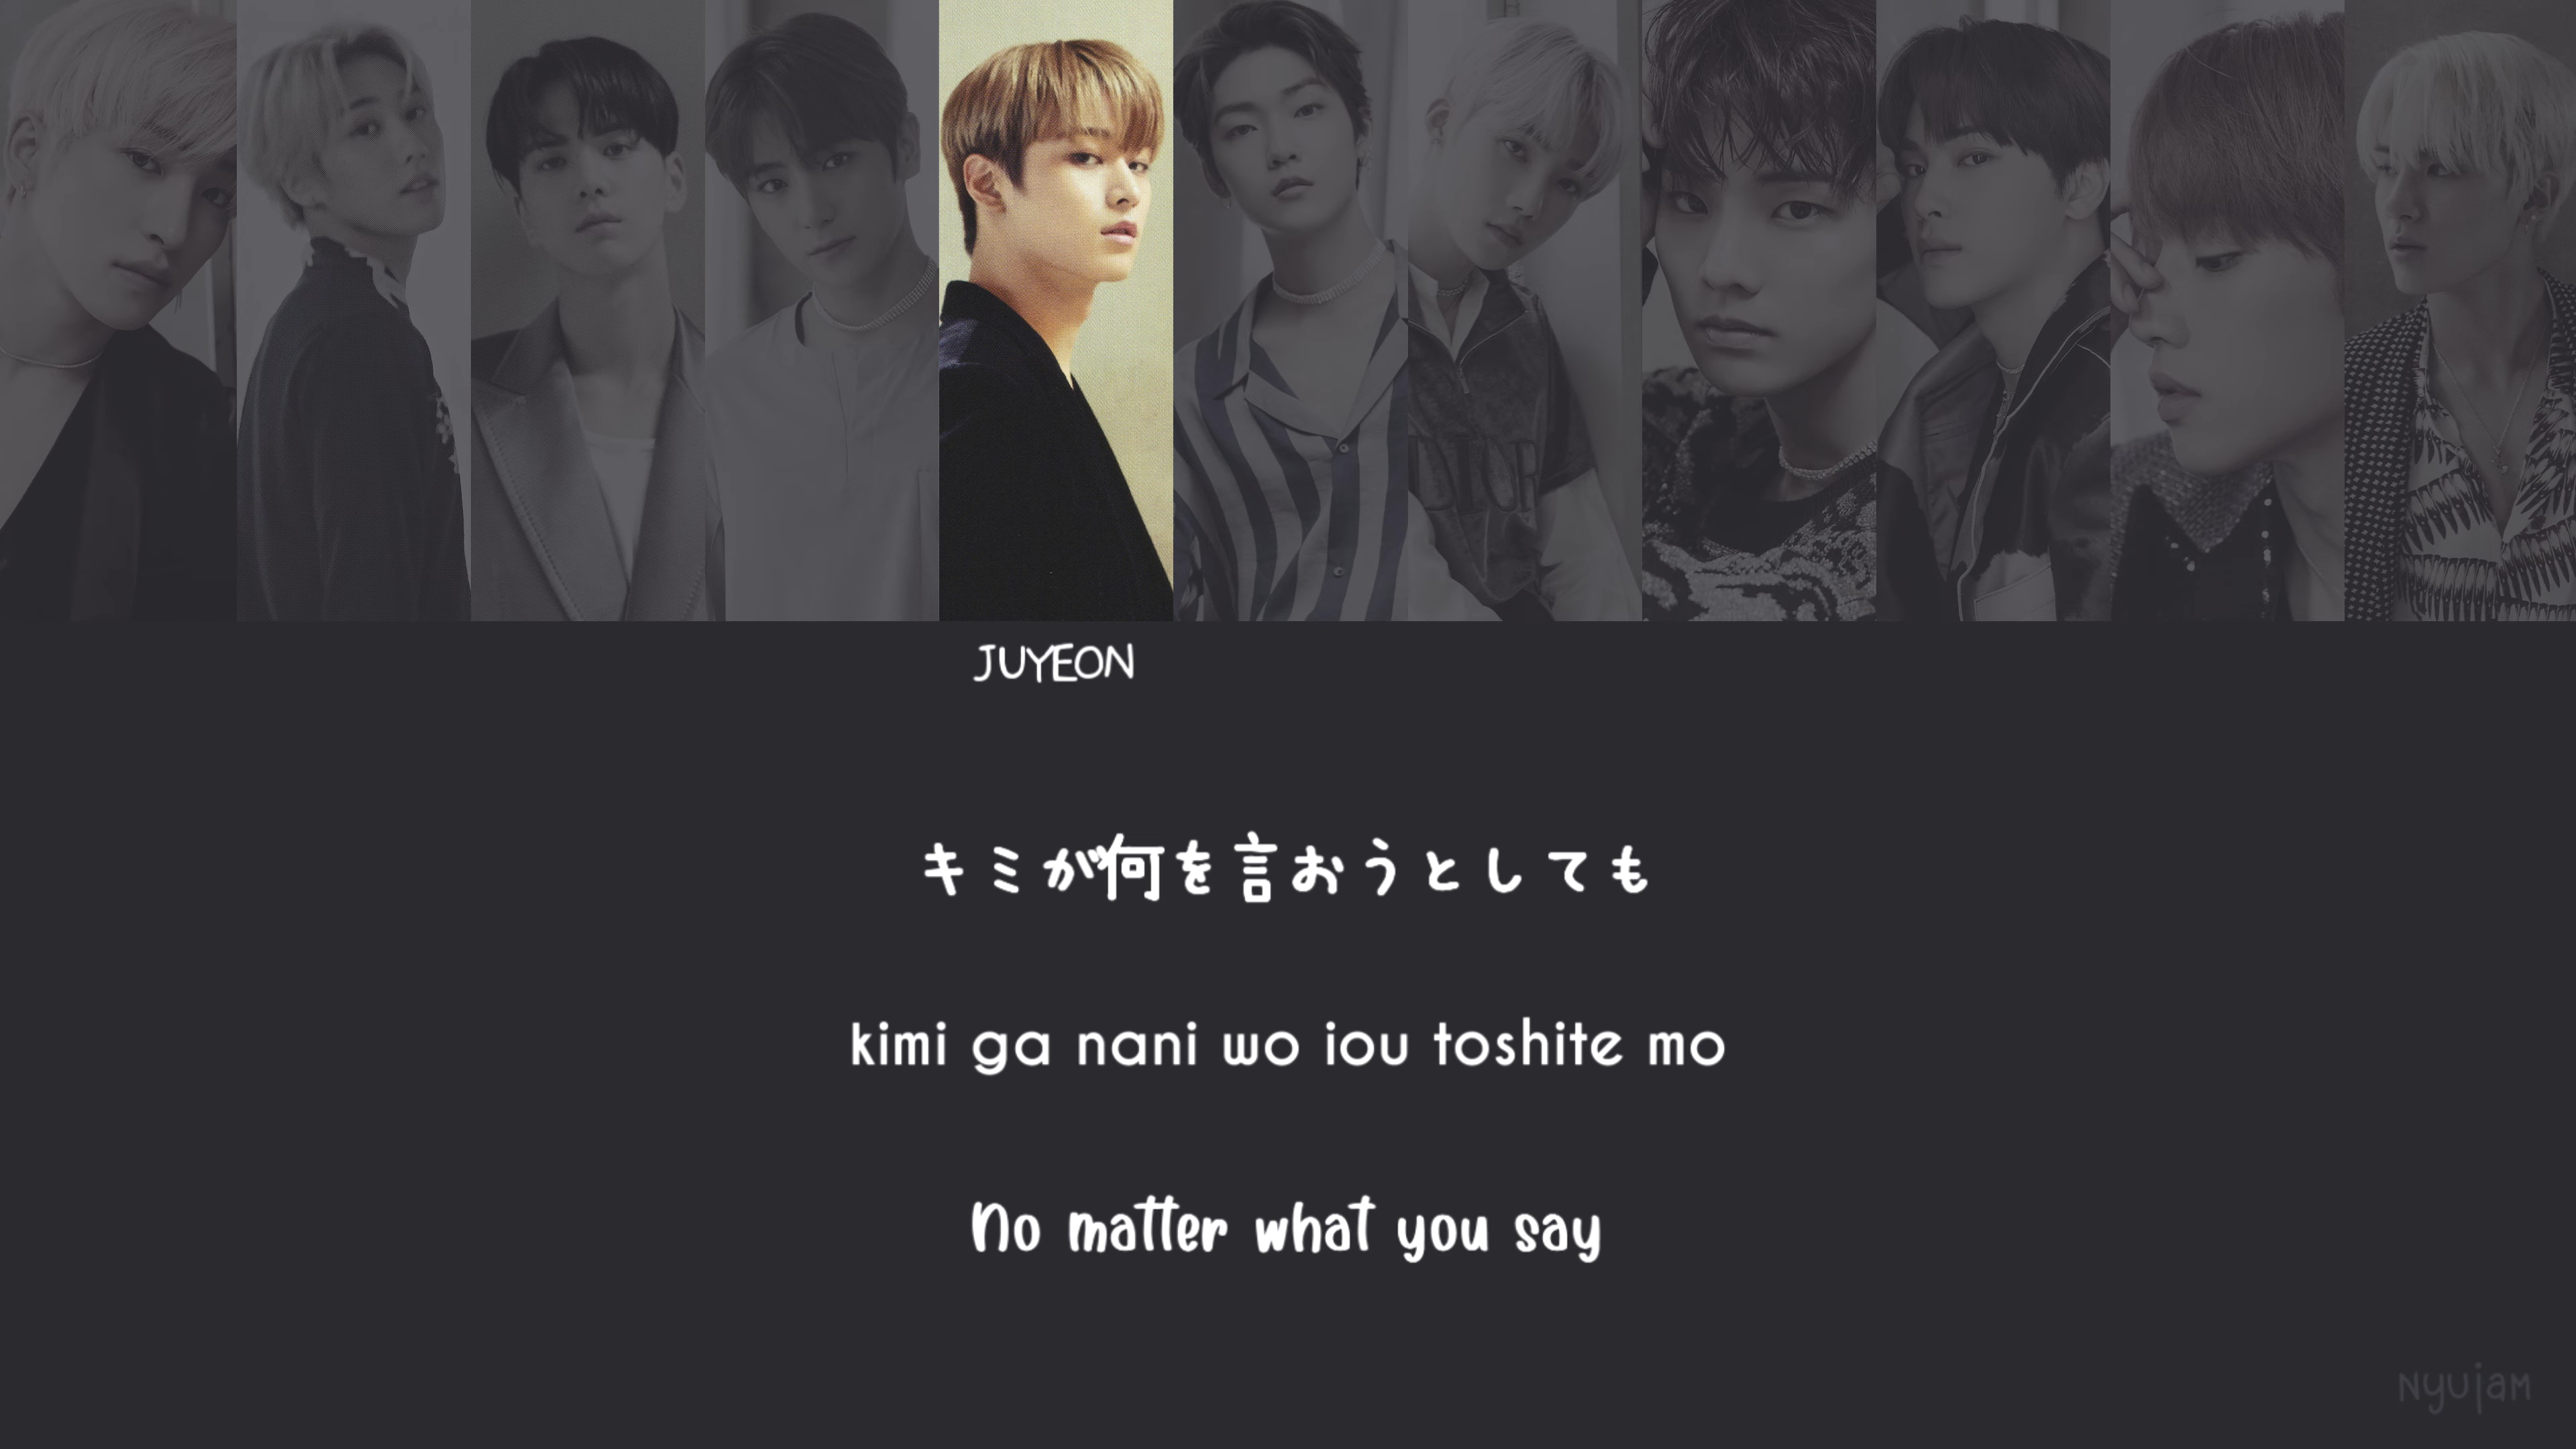 JUYEON
キミが何を言おうとしても
kimi ga nani wo iou toshite mo
No matter what you say
NyuJaM